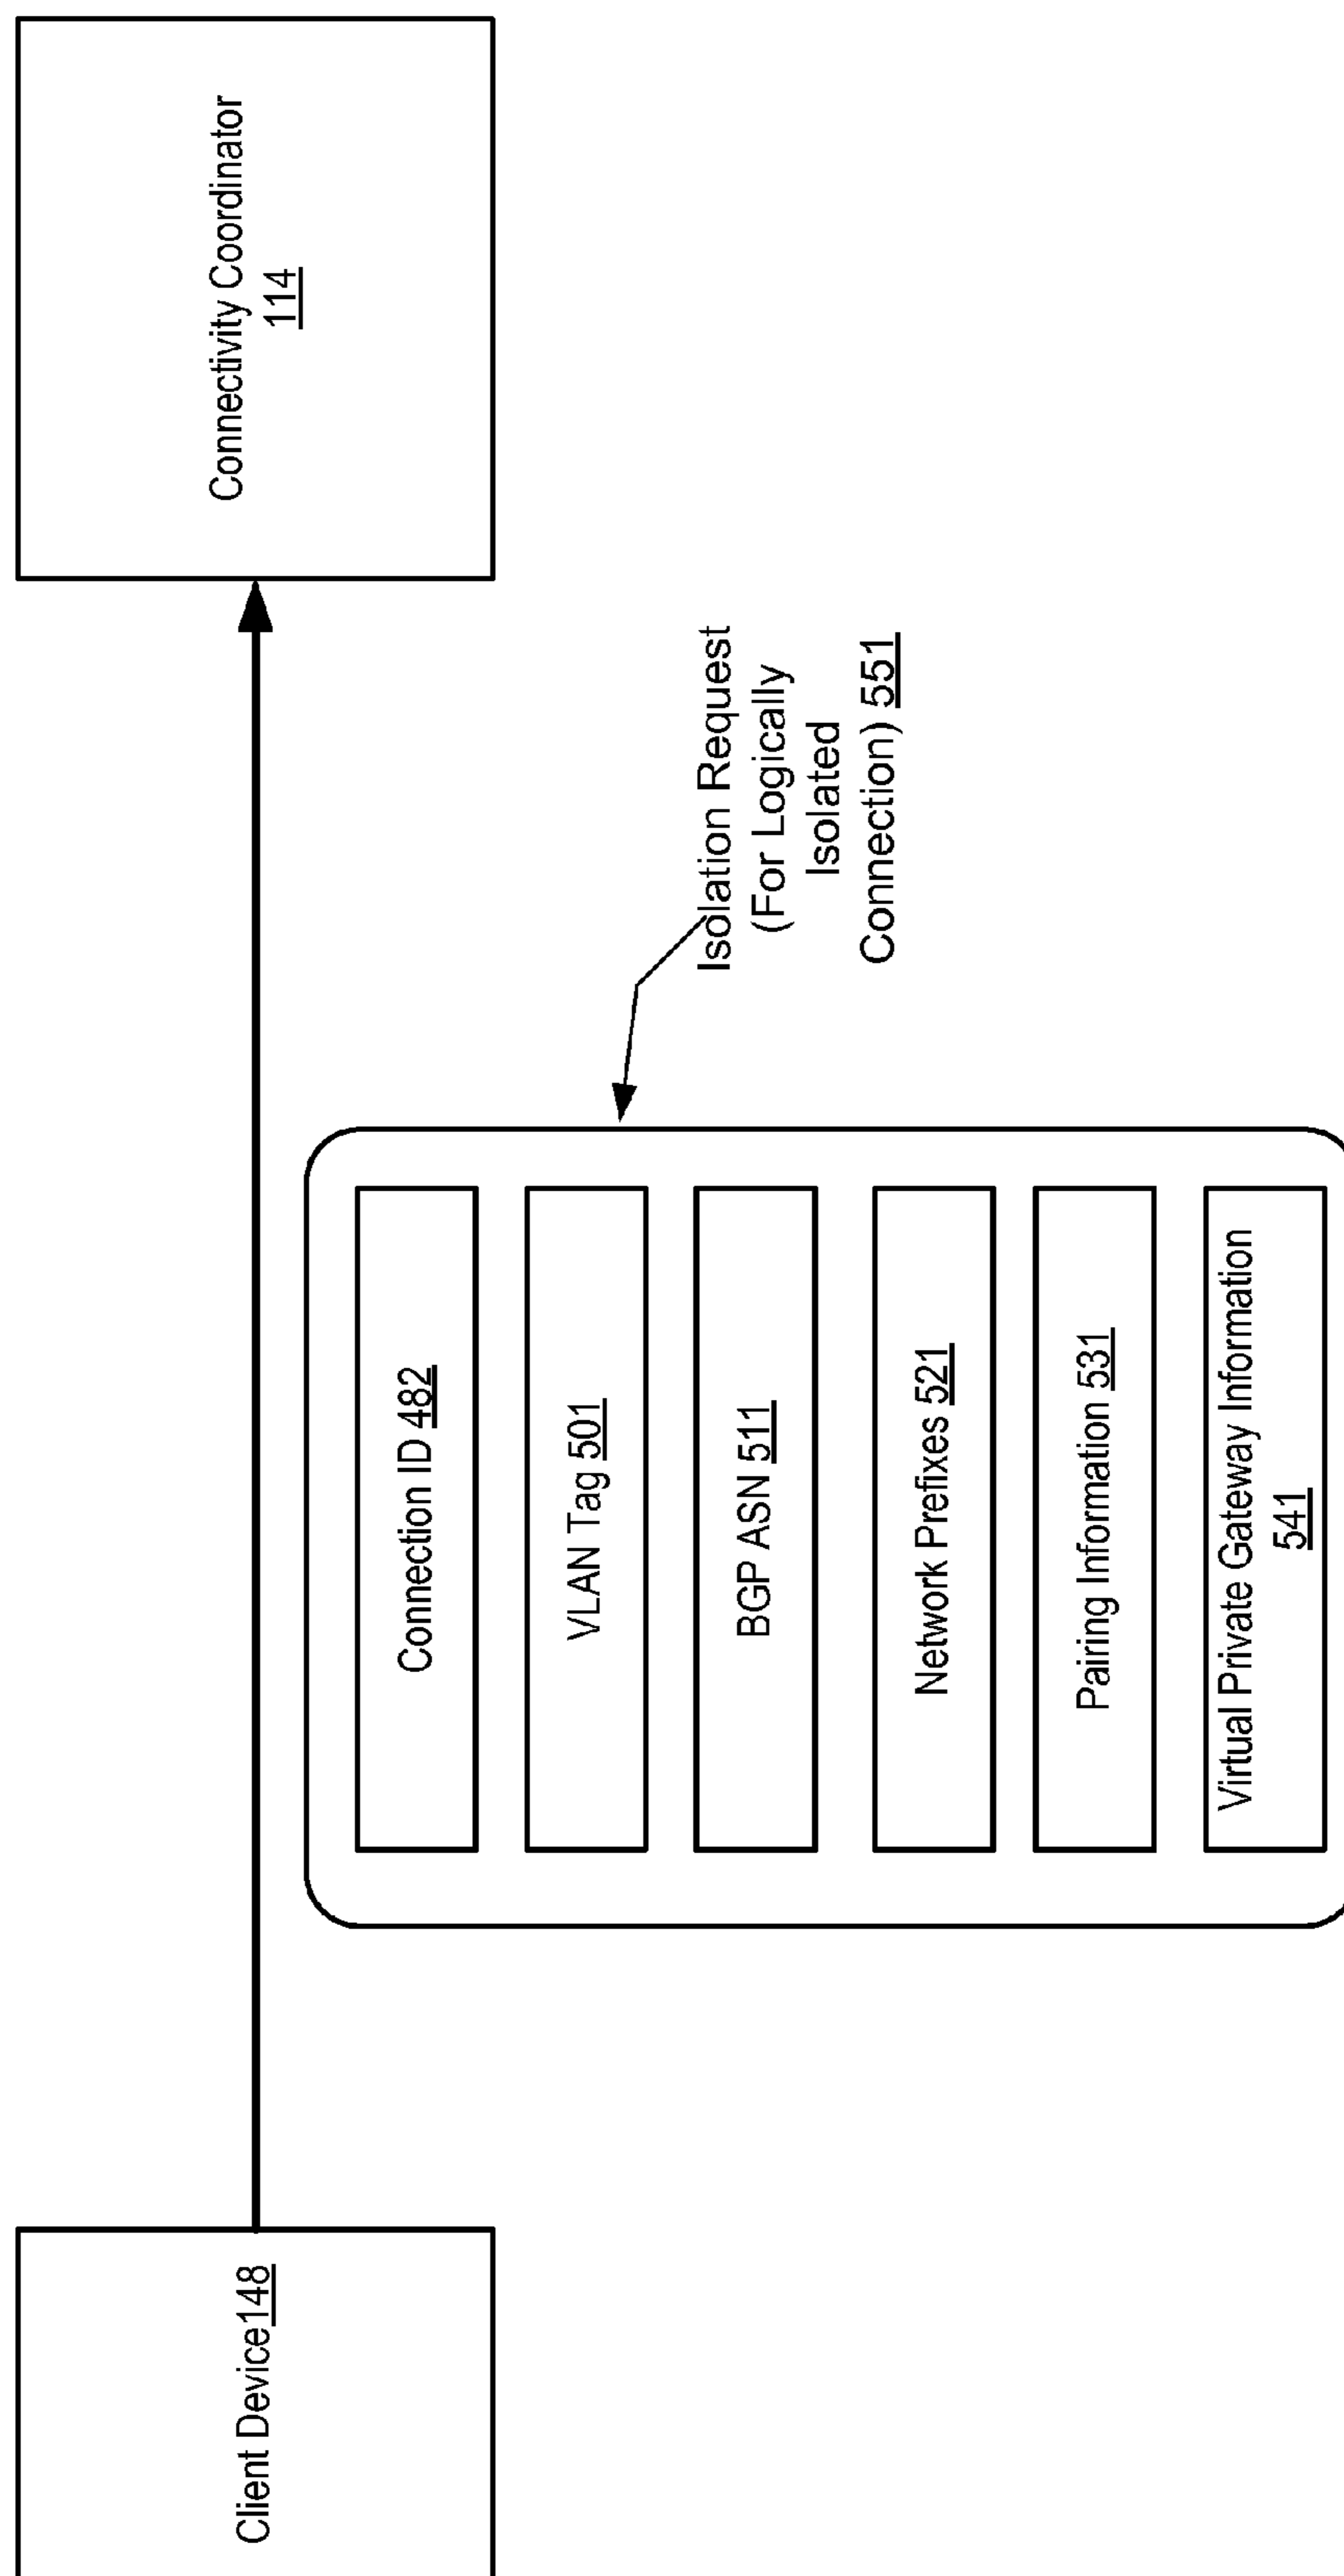 Client Device148
Connectivity Coordinator
114
Connection ID 482
VLAN Tag 501
BGP ASN 511
Network Prefixes 521
Pairing Information 531
Virtual Private Gateway Information
541
Isolation Request
(For Logically
Isolated
Connection) 551